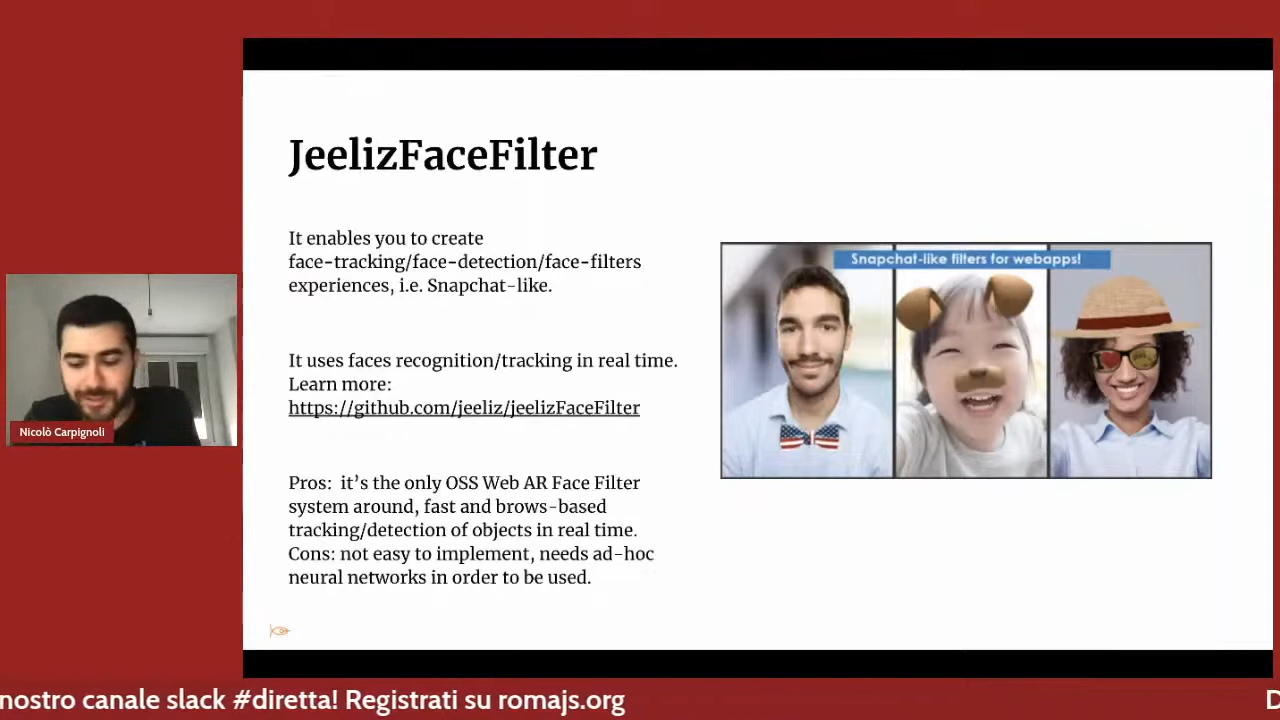 JeelizFaceFilter
It enables you to create
face-tracking/face-detection/face-filters
experiences, i.e. Snapchat-like.
It uses faces recognition/tracking in real time.
Learn more:
https://github.com/jeeliz/jeelizFaceFilter
Pros:  it's the only OSS Web AR Face Filter
system around, fast and brows-based
tracking/detection of objects in real time.
Cons: not easy to implement, needs ad-hoc
neural networks in order to be used.
Snapchat-like filters for webapps!
Nicolò Carpignoli
nostro canale slack #diretta! Registrati su romajs.org
D